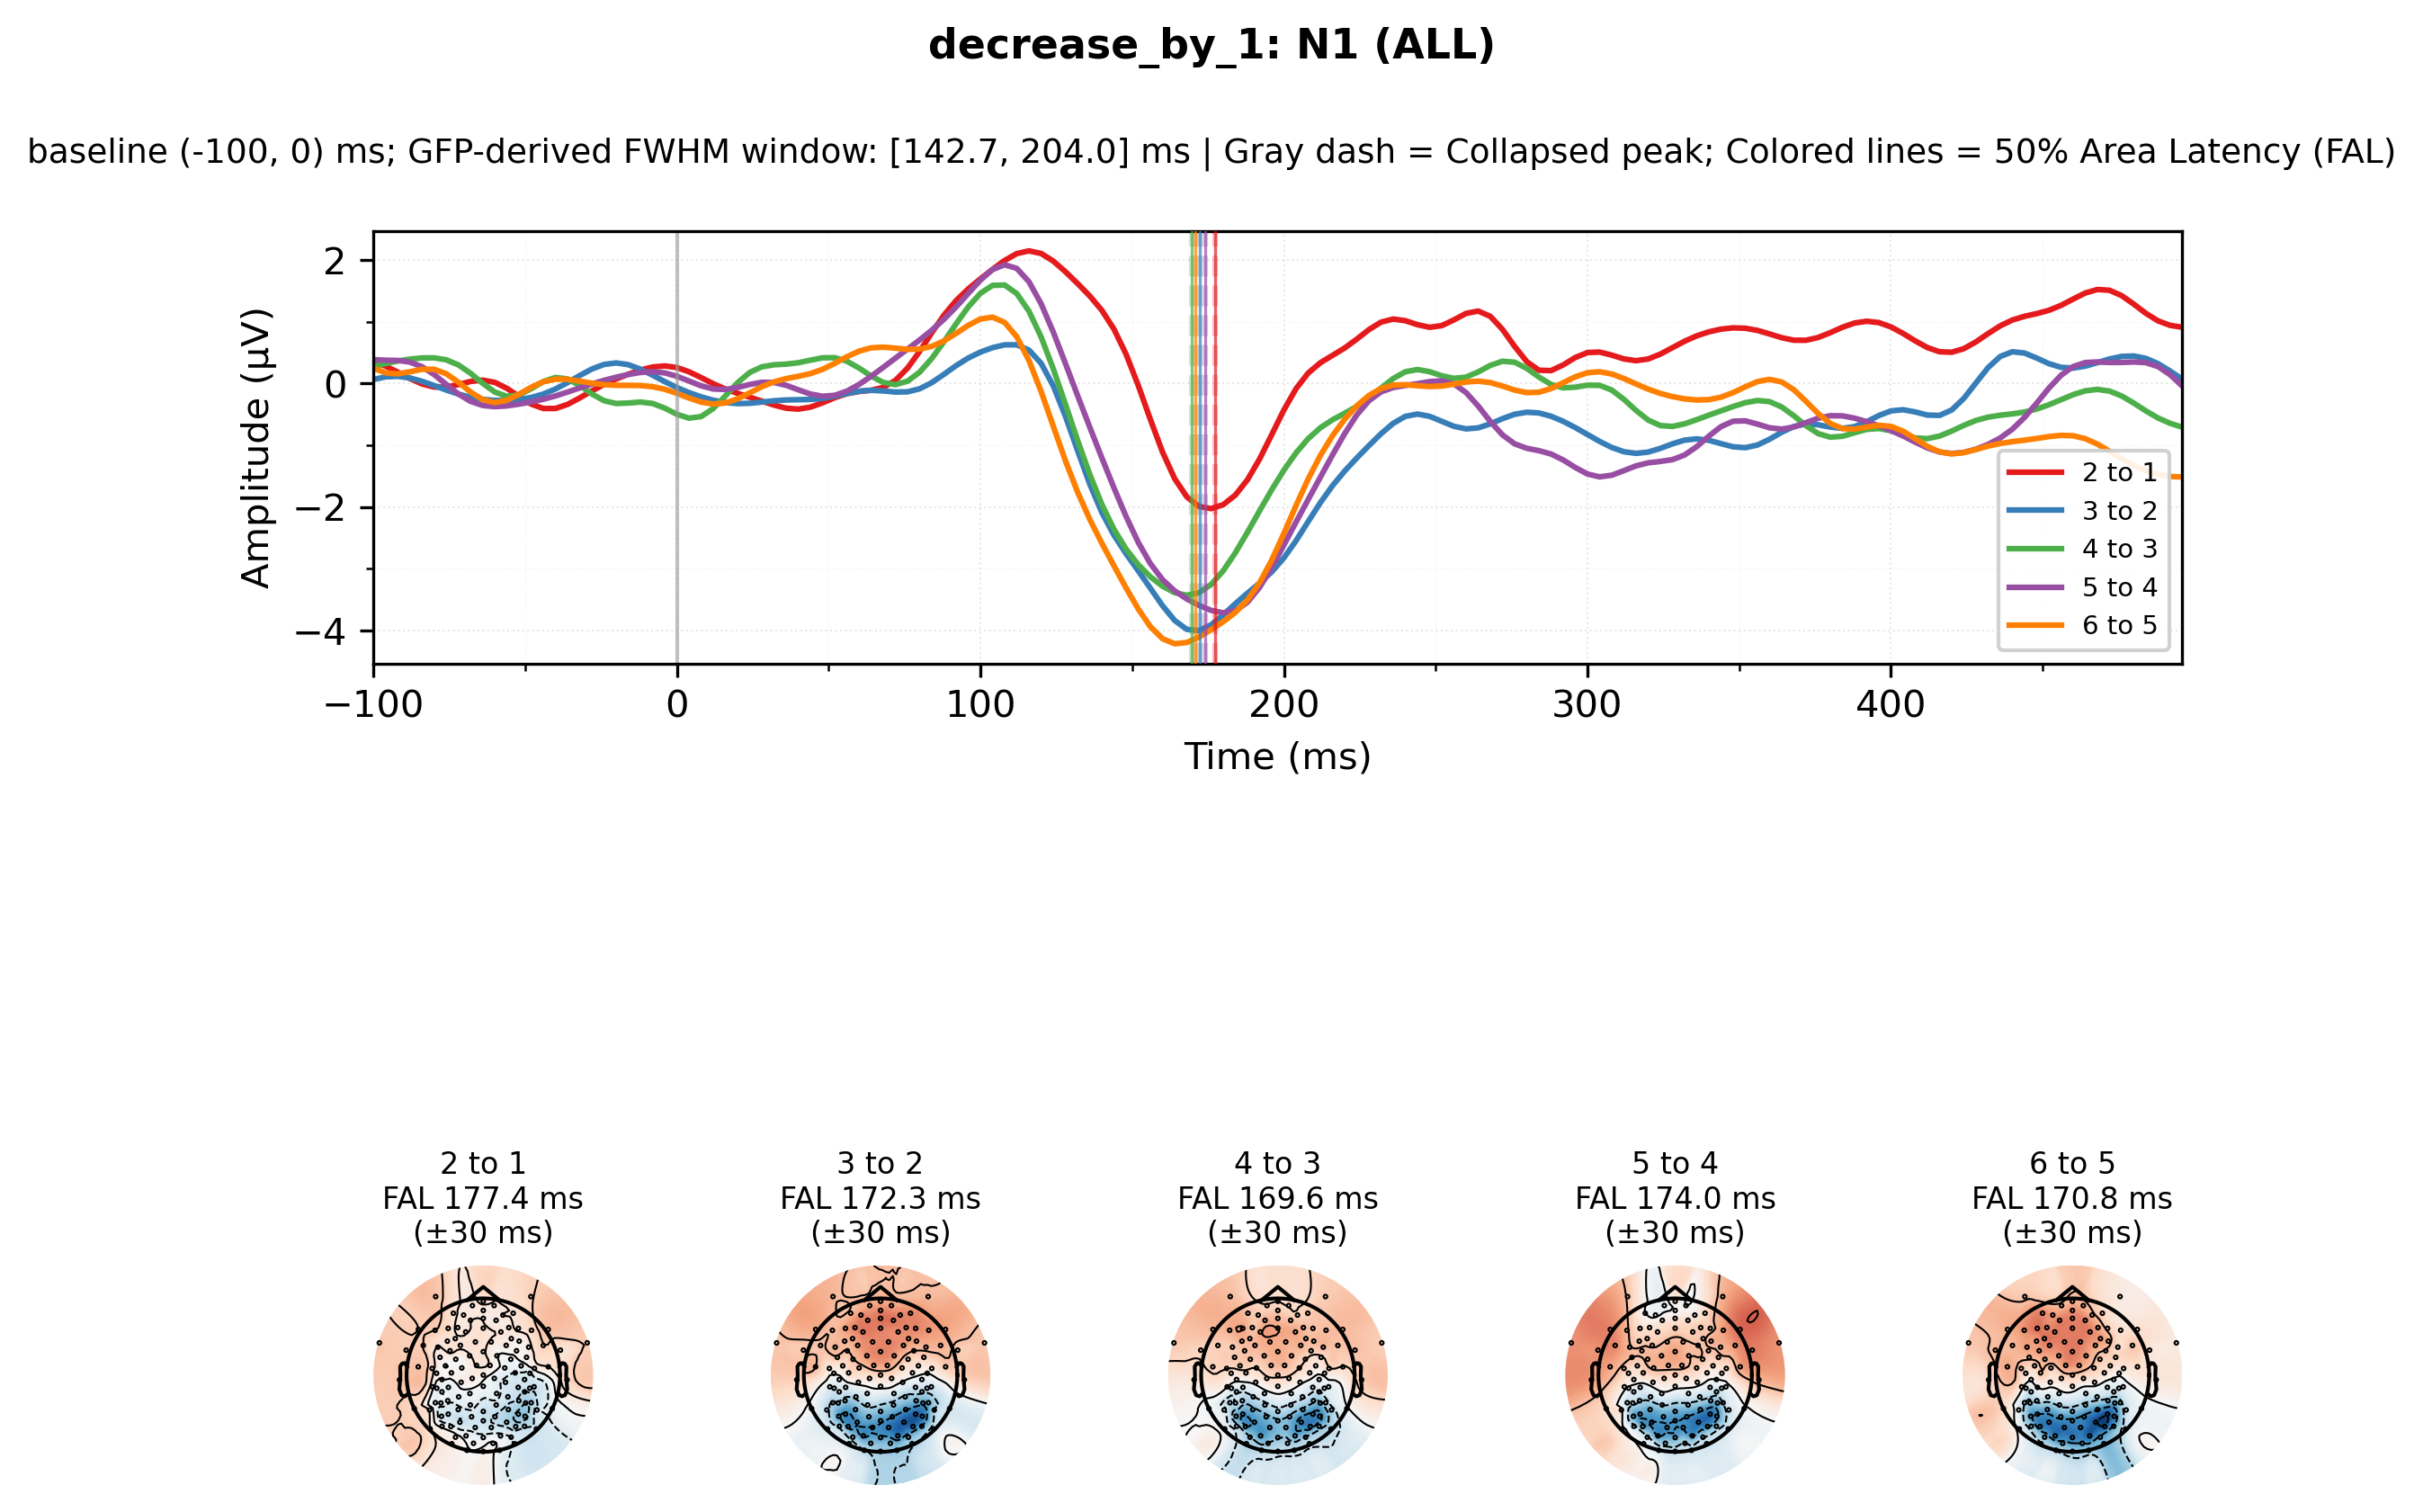 decrease_by_1: N1 (ALL)
baseline (-100, 0) ms; GFP-derived FWHM window: [142.7, 204.0] ms | Gray dash = Collapsed peak; Colored lines = 50% Area Latency (FAL)
Amplitude (µV)
2
0
−2
−4
2 to 1
3 to 2
4 to 3
5 to 4
6 to 5
−100 0 100 200 300 400
Time (ms)
2 to 1
FAL 177.4 ms
(±30 ms)
3 to 2
FAL 172.3 ms
(±30 ms)
4 to 3
FAL 169.6 ms
(±30 ms)
5 to 4
FAL 174.0 ms
(±30 ms)
6 to 5
FAL 170.8 ms
(±30 ms)